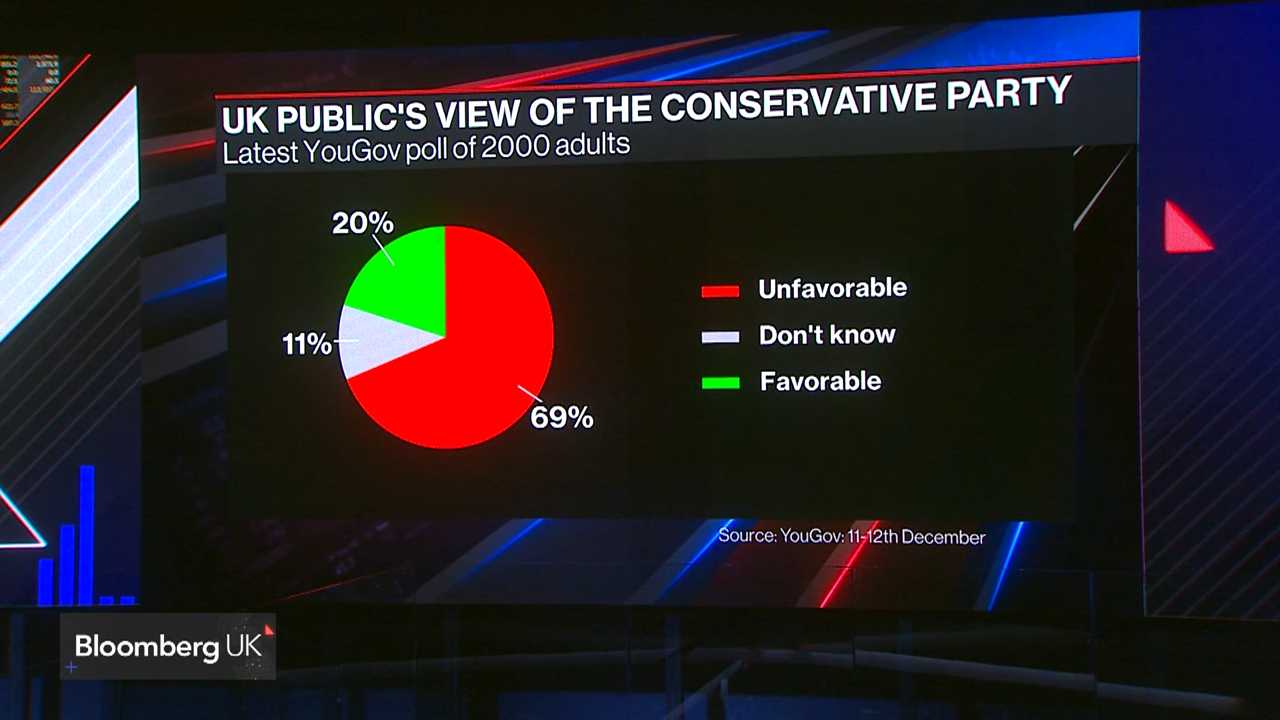 UK PUBLIC'S VIEW OF THE CONSERVATIVE PARTY
Latest YouGov poll of 2000 adults
20%
11%
69%
Unfavorable
Don't know
Favorable
Source: YouGov: 11-12th December
Bloomberg UK